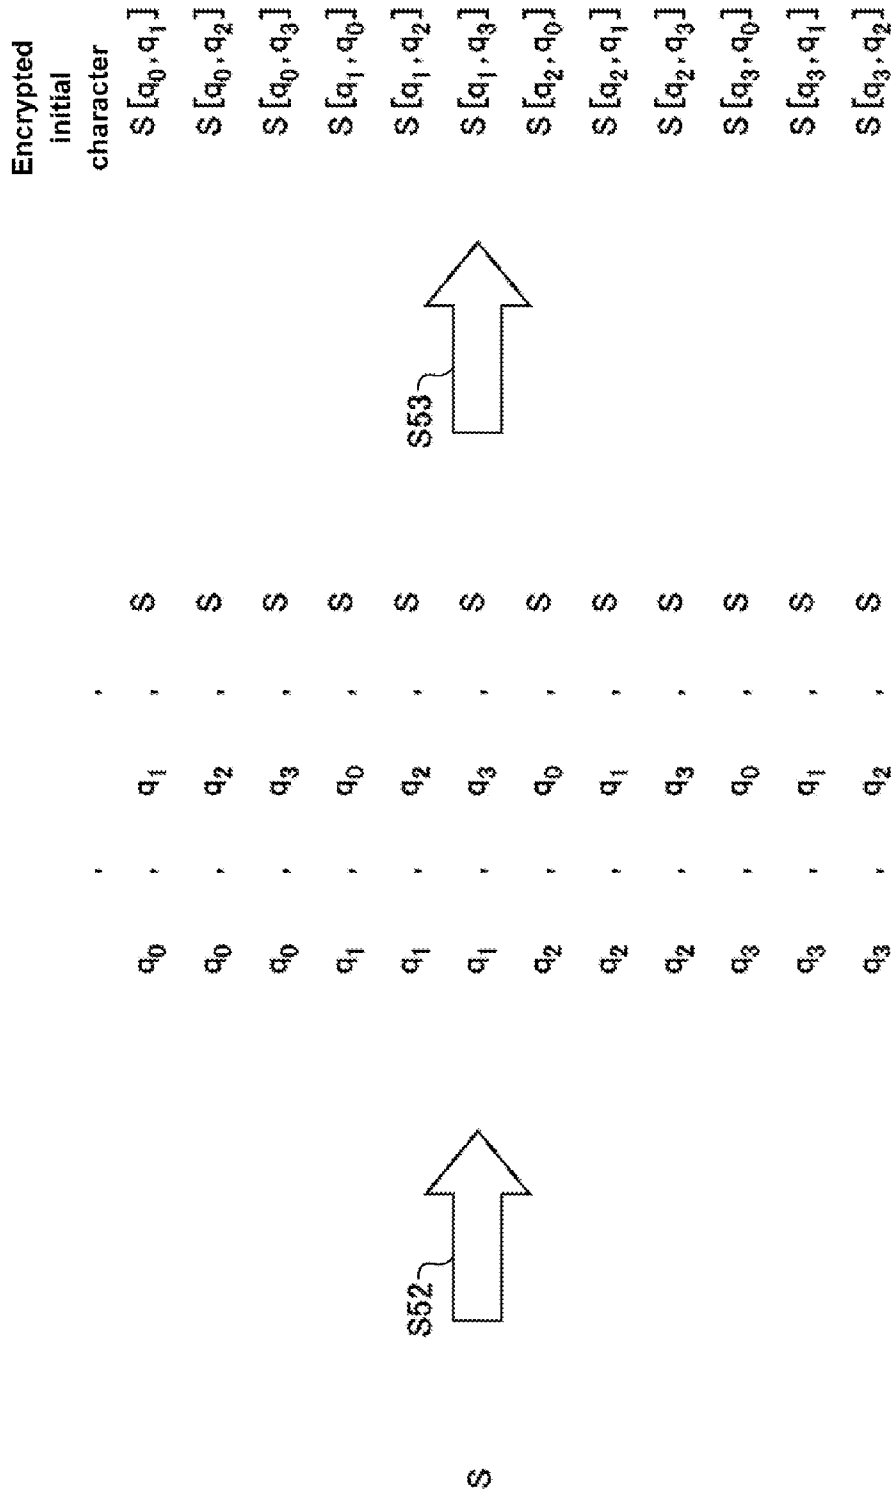 Encrypted
initial
, , character
q₀ , q₁ , S S[q₀, q₁]
q₀ , q₂ , S S[q₀, q₂]
q₀ , q₃ , S S[q₀, q₃]
q₁ , q₀ , S S[q₁, q₀]
S52 q₁ , q₂ , S S53 S[q₁, q₂]
S q₁ , q₃ , S S[q₁, q₃]
q₂ , q₀ , S S[q₂, q₀]
q₂ , q₁ , S S[q₂, q₁]
q₂ , q₃ , S S[q₂, q₃]
q₃ , q₀ , S S[q₃, q₀]
q₃ , q₁ , S S[q₃, q₁]
q₃ , q₂ , S S[q₃, q₂]